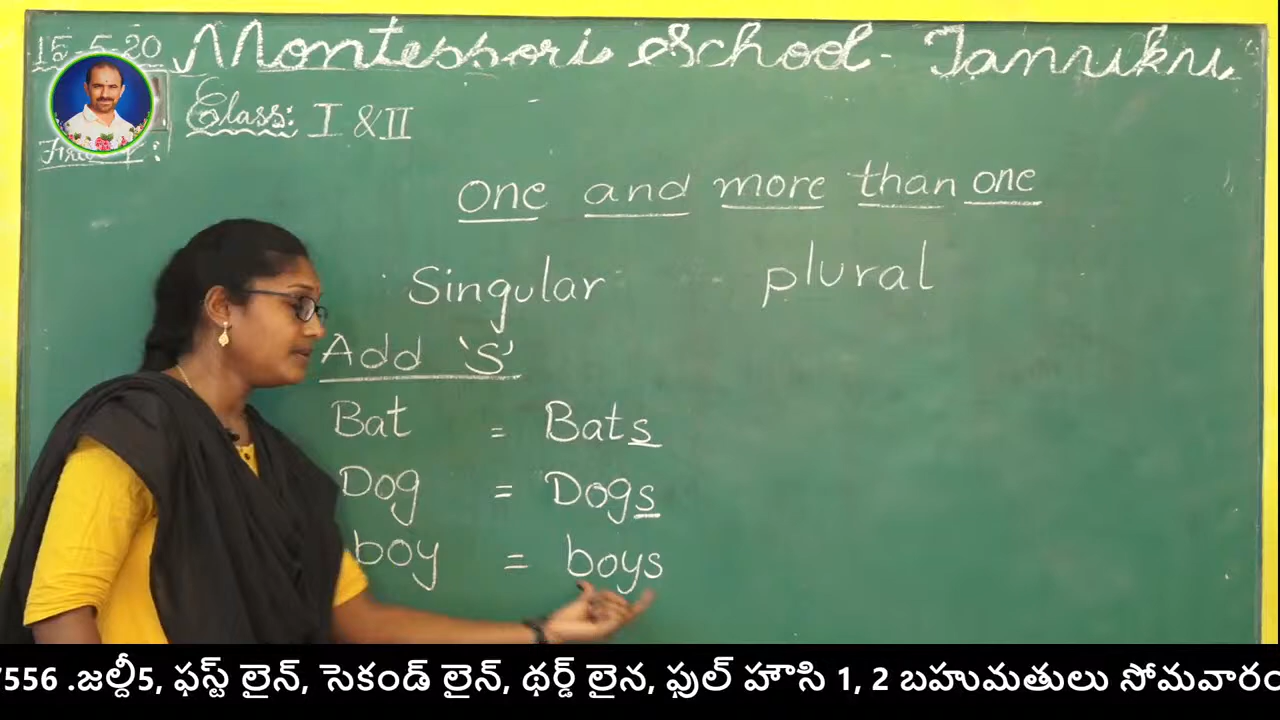 15-5-20 Montessori School - Tanuku
Class: I & II
one and more than one
Singular plural
Add 's'
Bat = Bats
Dog = Dogs
boy = boys
7556 .జల్దీ5, ఫస్ట్ లైన్, సెకండ్ లైన్, థర్డ్ లైన, ఫుల్ హౌసి 1, 2 బహుమతులు సోమవారం